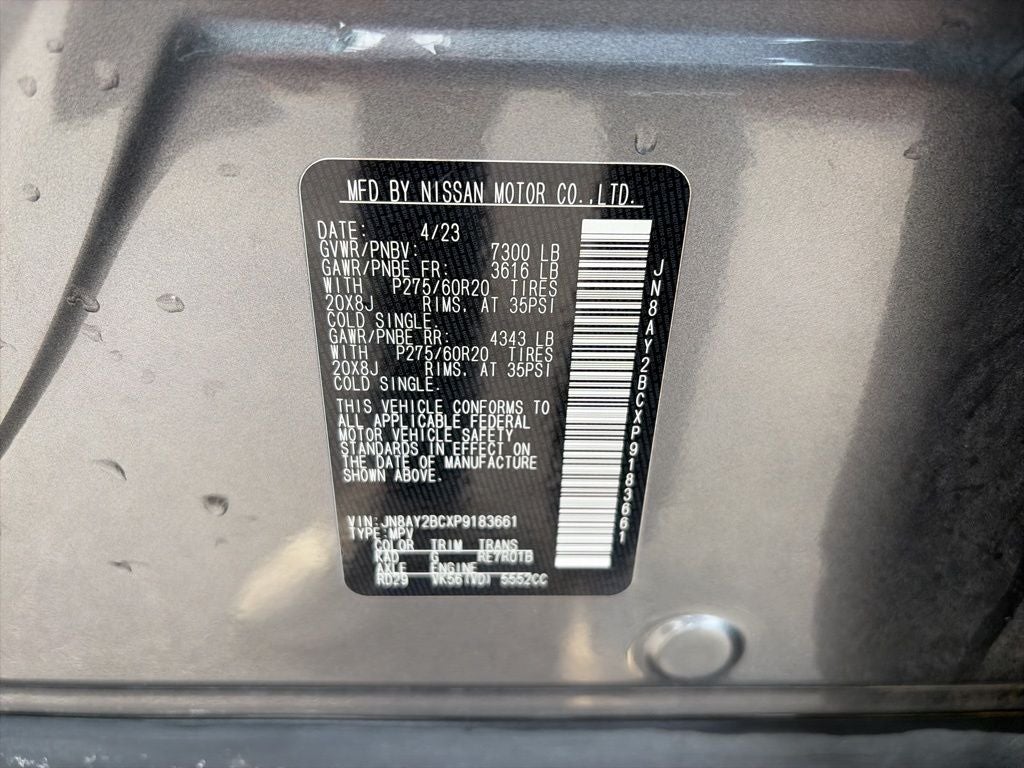 MFD BY NISSAN MOTOR CO.,LTD.
DATE: 4/23
GVWR/PNBV: 7300 LB
GAWR/PNBE FR: 3616 LB
WITH P275/60R20 TIRES
20X8J RIMS, AT 35PSI
COLD SINGLE.
GAWR/PNBE RR: 4343 LB
WITH P275/60R20 TIRES
20X8J RIMS, AT 35PSI
COLD SINGLE.
THIS VEHICLE CONFORMS TO
ALL APPLICABLE FEDERAL
MOTOR VEHICLE SAFETY
STANDARDS IN EFFECT ON
THE DATE OF MANUFACTURE
SHOWN ABOVE.
VIN:JN8AY2BCXP9183661
TYPE:MPV
COLOR TRIM TRANS
KAD G RE7R01B
AXLE ENGINE
RD29 VK56(VD) 5552CC
JN8AY2BCXP9183661